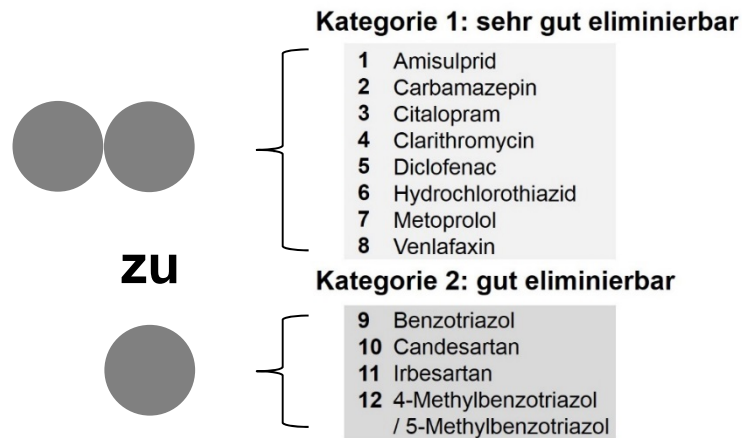 Kategorie 1: sehr gut eliminierbar
1 Amisulprid
2 Carbamazepin
3 Citalopram
4 Clarithromycin
5 Diclofenac
6 Hydrochlorothiazid
7 Metoprolol
8 Venlafaxin
zu
Kategorie 2: gut eliminierbar
9 Benzotriazol
10 Candesartan
11 Irbesartan
12 4-Methylbenzotriazol
/ 5-Methylbenzotriazol